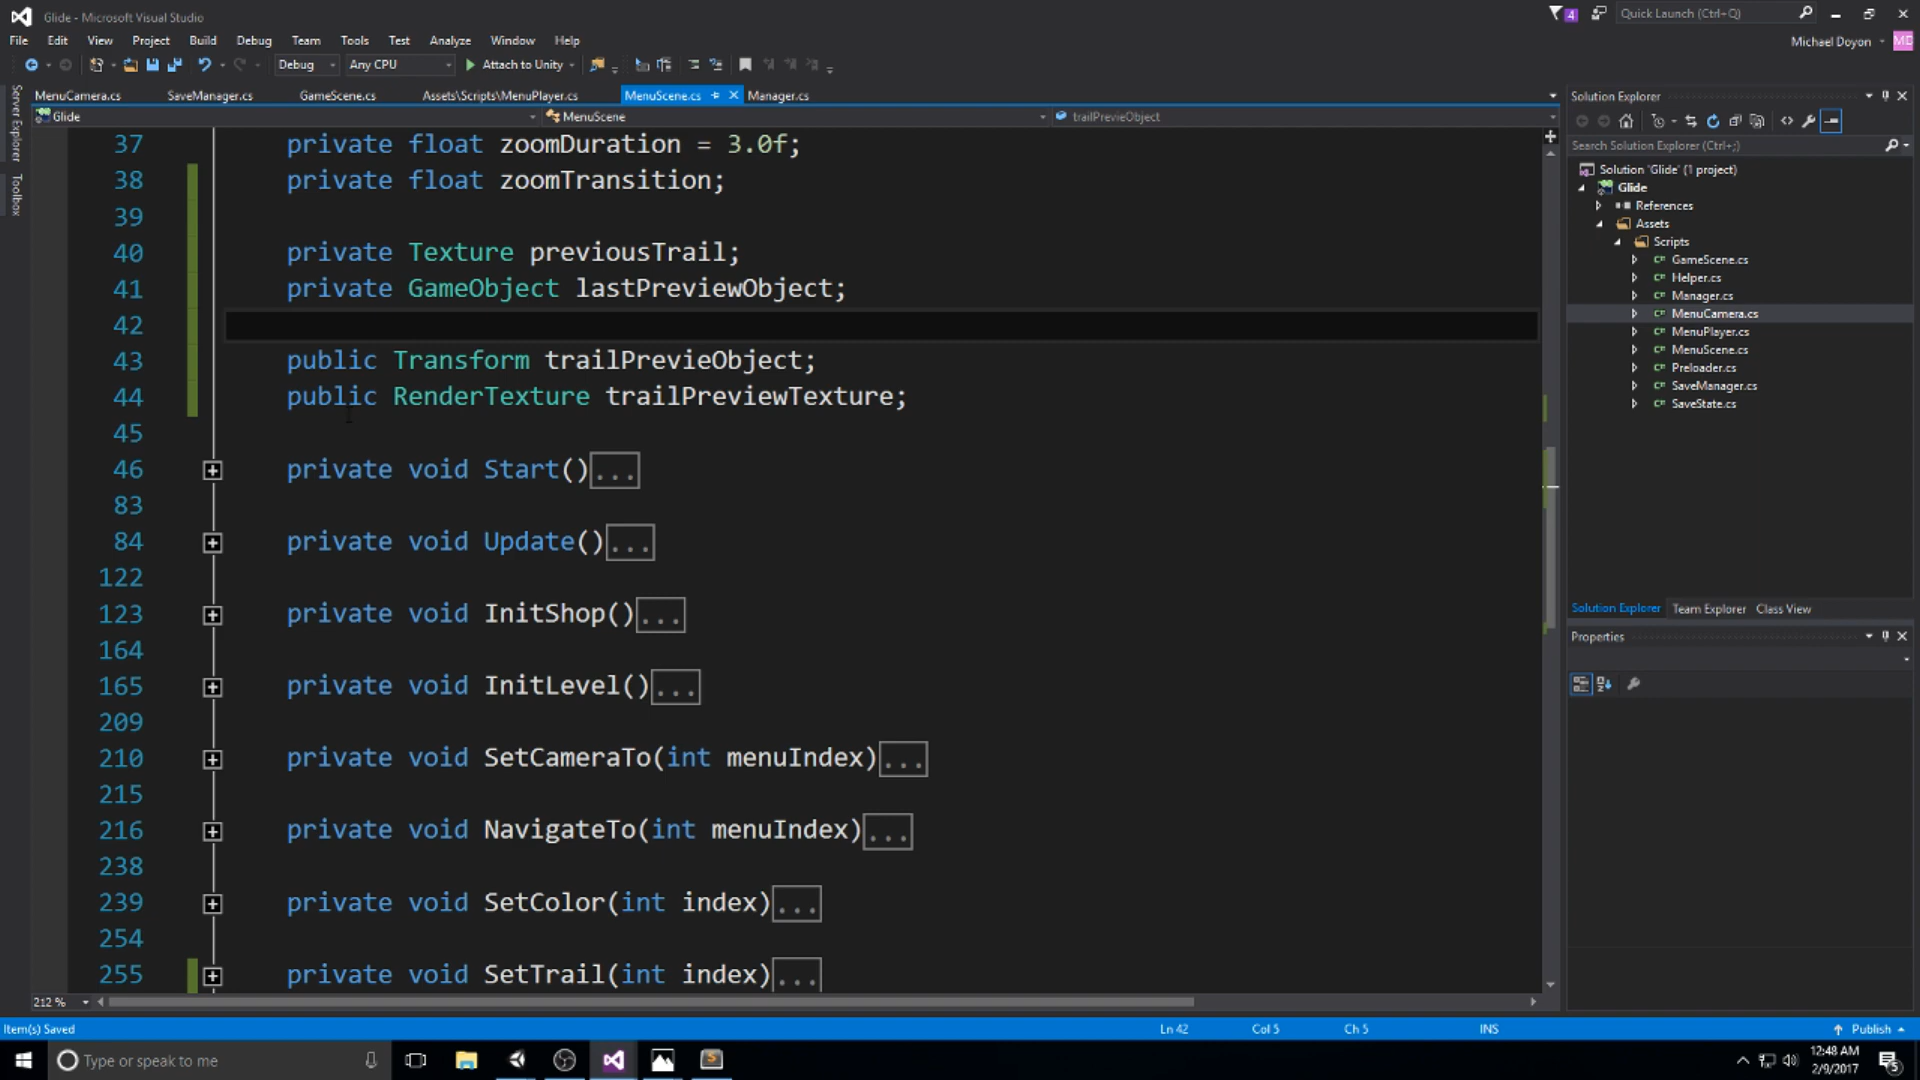 Glide - Microsoft Visual Studio
4
Quick Launch (Ctrl+Q)
File Edit View Project Build Debug Team Tools Test Analyze Window Help
Michael Doyon
MD
Debug
Any CPU
Attach to Unity
Server Explorer
Toolbox
MenuCamera.cs SaveManager.cs GameScene.cs Assets\Scripts\MenuPlayer.cs MenuScene.cs Manager.cs
Glide
MenuScene
trailPrevieObject
37 private float zoomDuration = 3.0f;
38 private float zoomTransition;
39
40 private Texture previousTrail;
41 private GameObject lastPreviewObject;
42
43 public Transform trailPrevieObject;
44 public RenderTexture trailPreviewTexture;
45
46 private void Start()...
83
84 private void Update()...
122
123 private void InitShop()...
164
165 private void InitLevel()...
209
210 private void SetCameraTo(int menuIndex)...
215
216 private void NavigateTo(int menuIndex)...
238
239 private void SetColor(int index)...
254
255 private void SetTrail(int index)...
212 %
Solution Explorer
Search Solution Explorer (Ctrl+;)
Solution 'Glide' (1 project)
Glide
References
Assets
Scripts
C# GameScene.cs
C# Helper.cs
C# Manager.cs
C# MenuCamera.cs
C# MenuPlayer.cs
C# MenuScene.cs
C# Preloader.cs
C# SaveManager.cs
C# SaveState.cs
Solution Explorer Team Explorer Class View
Properties
Item(s) Saved
Ln 42
Col 5
Ch 5
INS
Publish
Type or speak to me
12:48 AM
2/9/2017
5